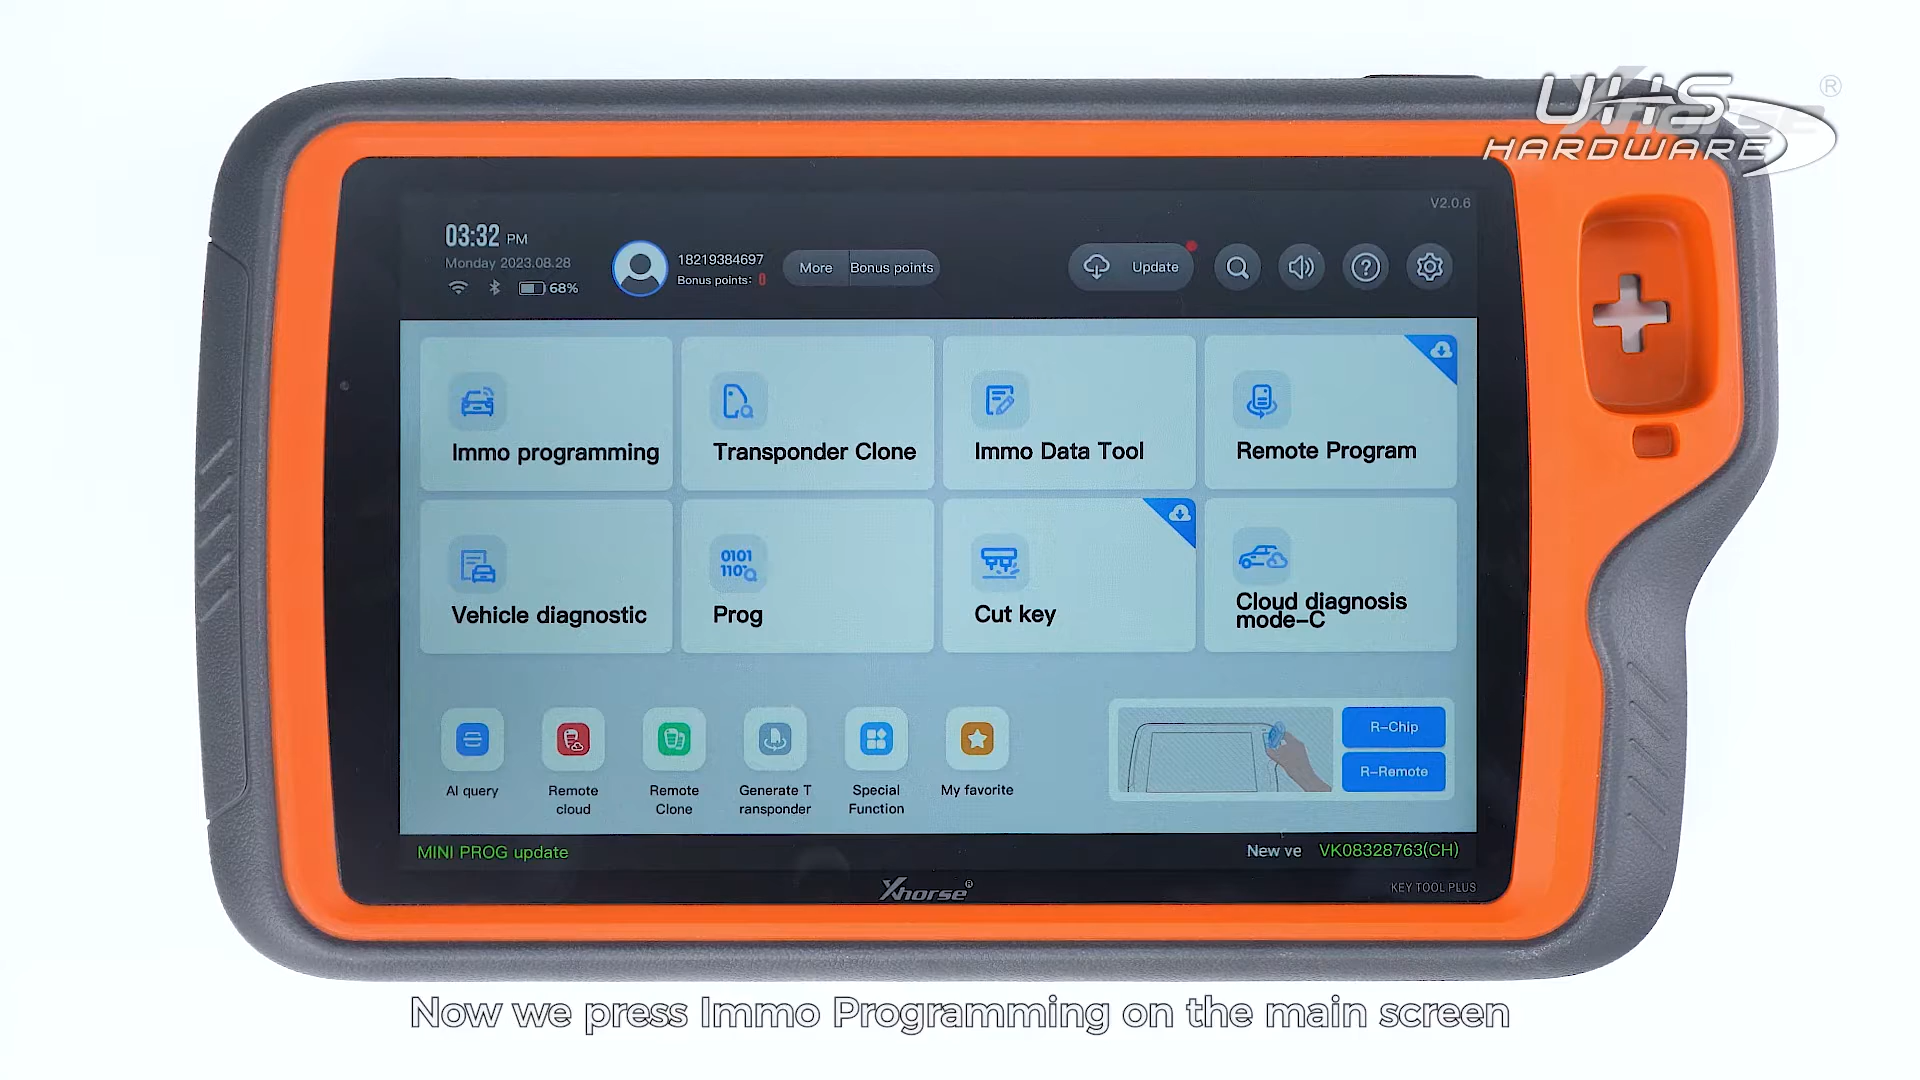 UHS
HARDWARE
®
V2.0.6
03:32 PM
Monday 2023.08.28
68%
18219384697
Bonus points: 0
More
Bonus points
Update
Immo programming
Transponder Clone
Immo Data Tool
Remote Program
Vehicle diagnostic
0101
110
Prog
Cut key
Cloud diagnosis
mode-C
AI query
Remote
cloud
Remote
Clone
Generate T
ransponder
Special
Function
My favorite
R-Chip
R-Remote
MINI PROG update
New ve
VK08328763(CH)
Xhorse®
KEY TOOL PLUS
Now we press Immo Programming on the main screen